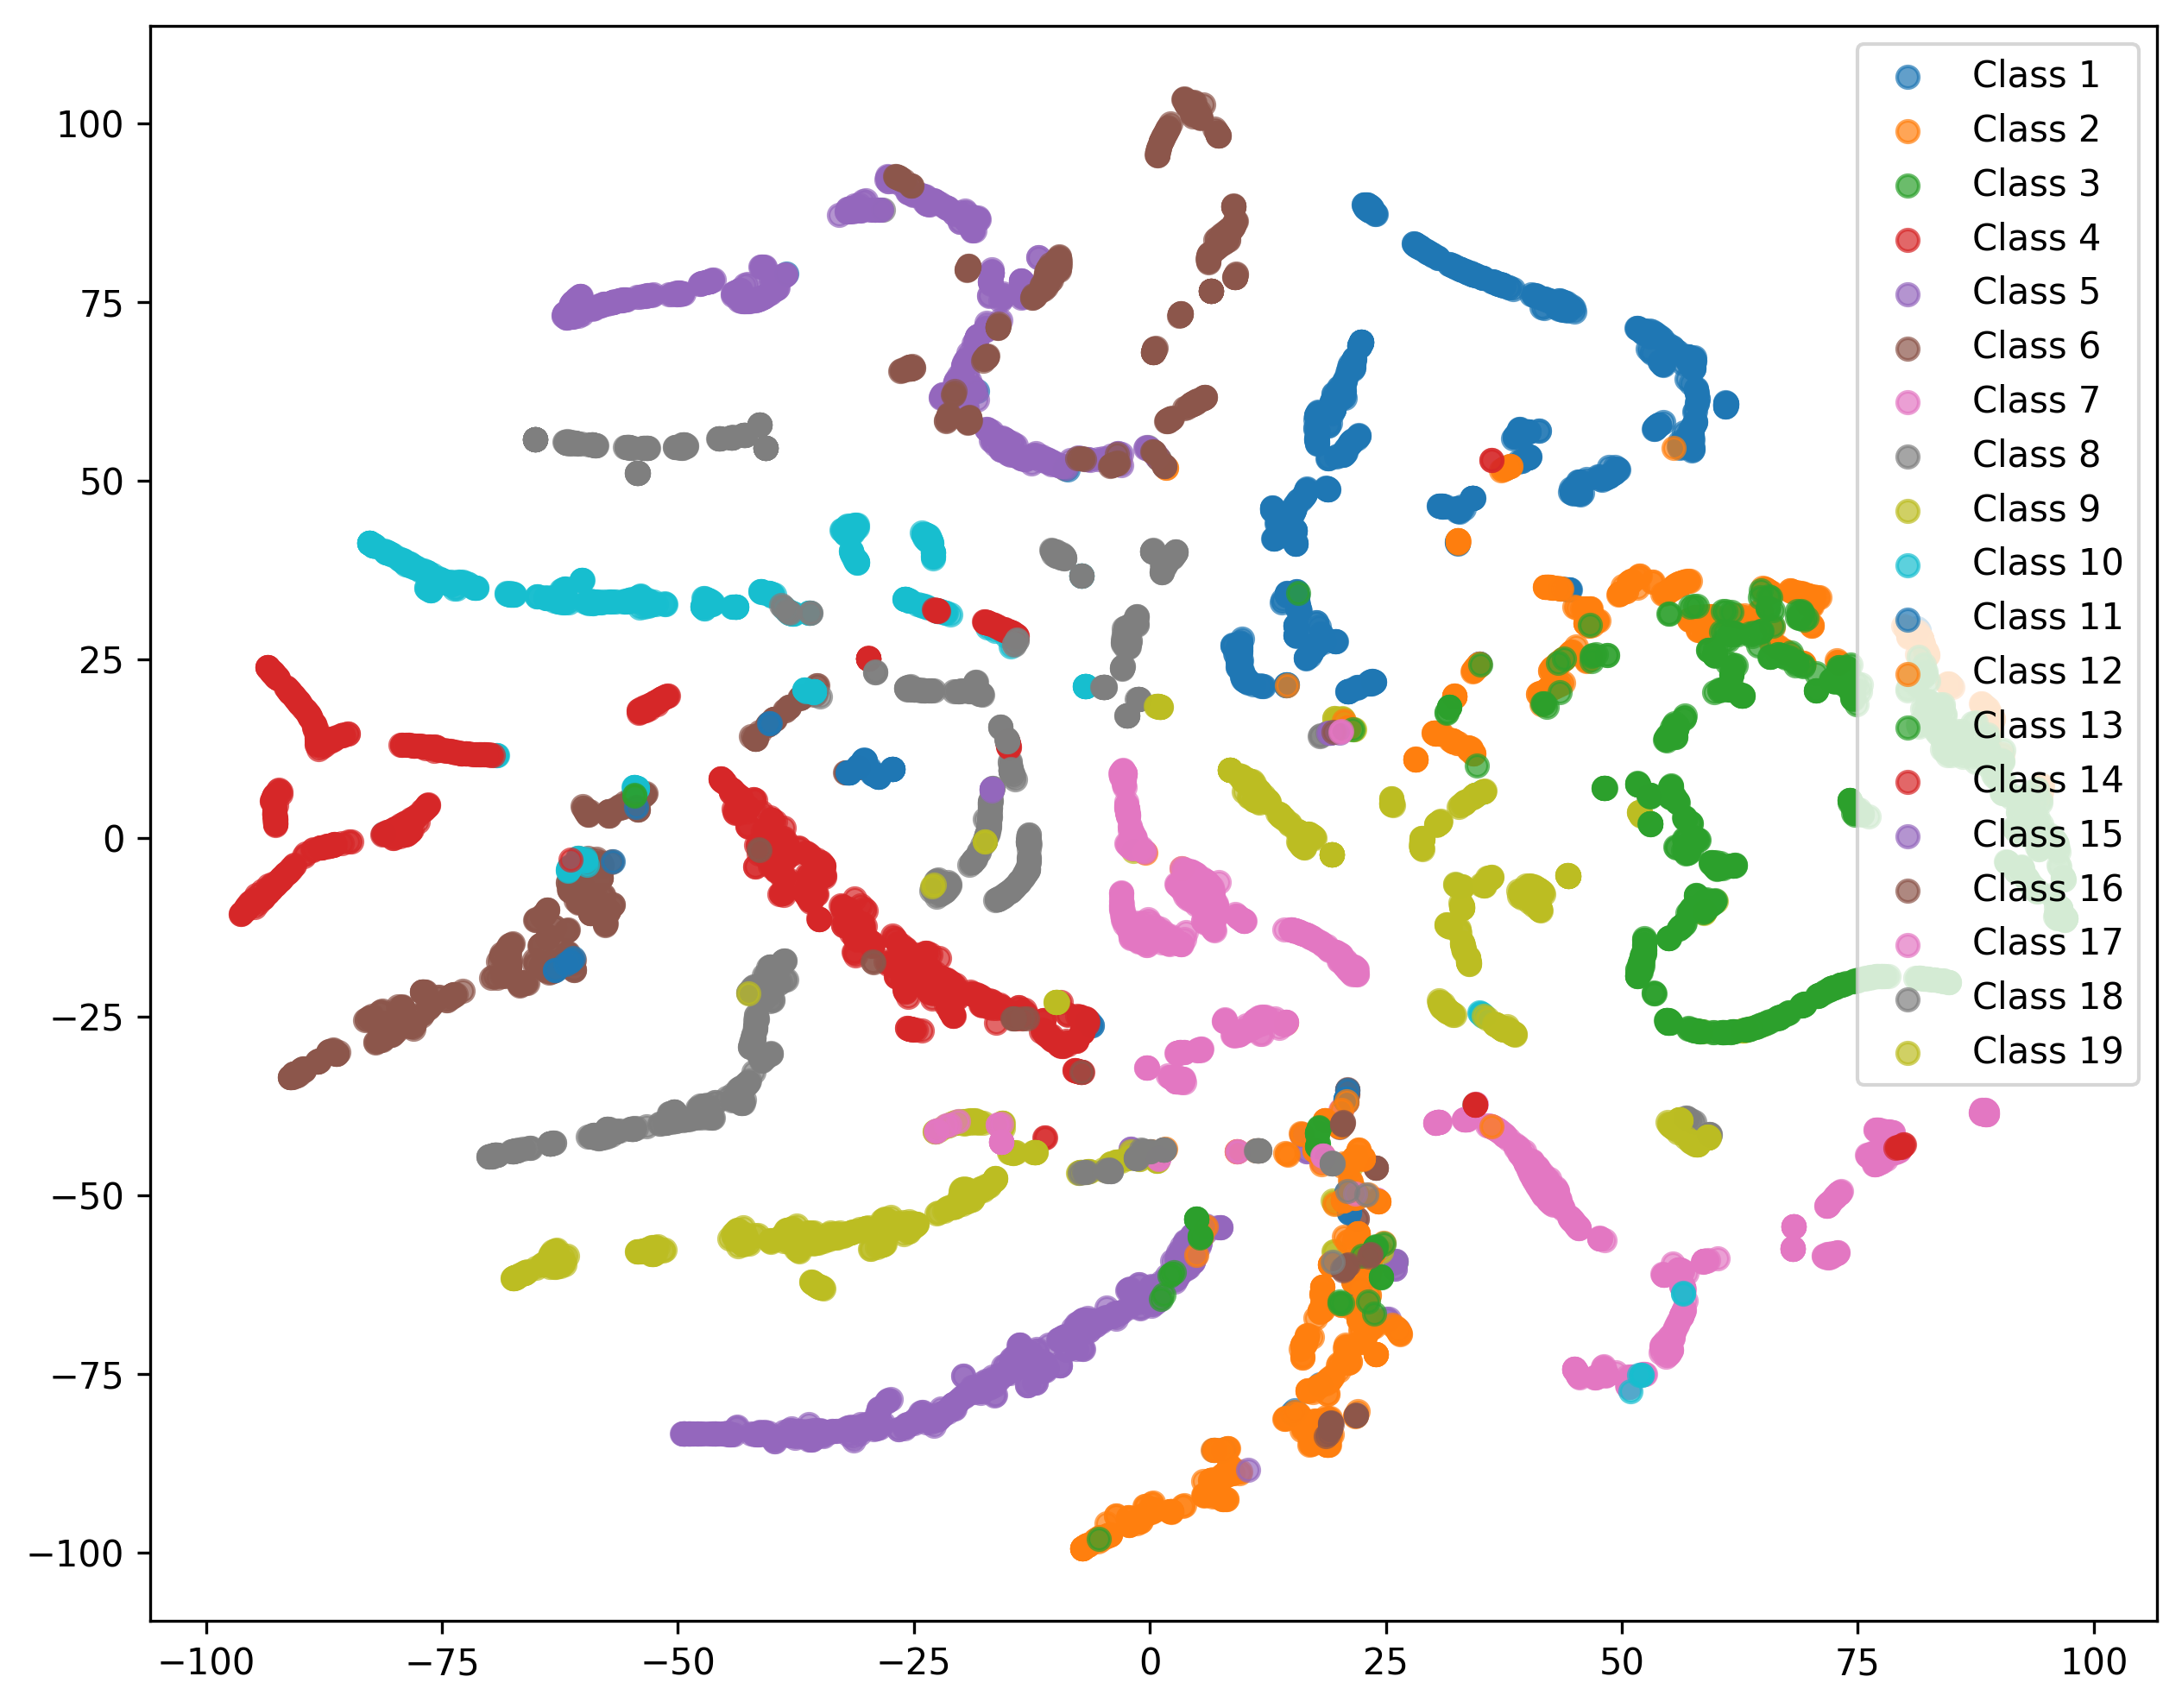 100
75
50
25
0
−25
−50
−75
−100
−100
−75
−50
−25
0
25
50
75
100
Class 1
Class 2
Class 3
Class 4
Class 5
Class 6
Class 7
Class 8
Class 9
Class 10
Class 11
Class 12
Class 13
Class 14
Class 15
Class 16
Class 17
Class 18
Class 19